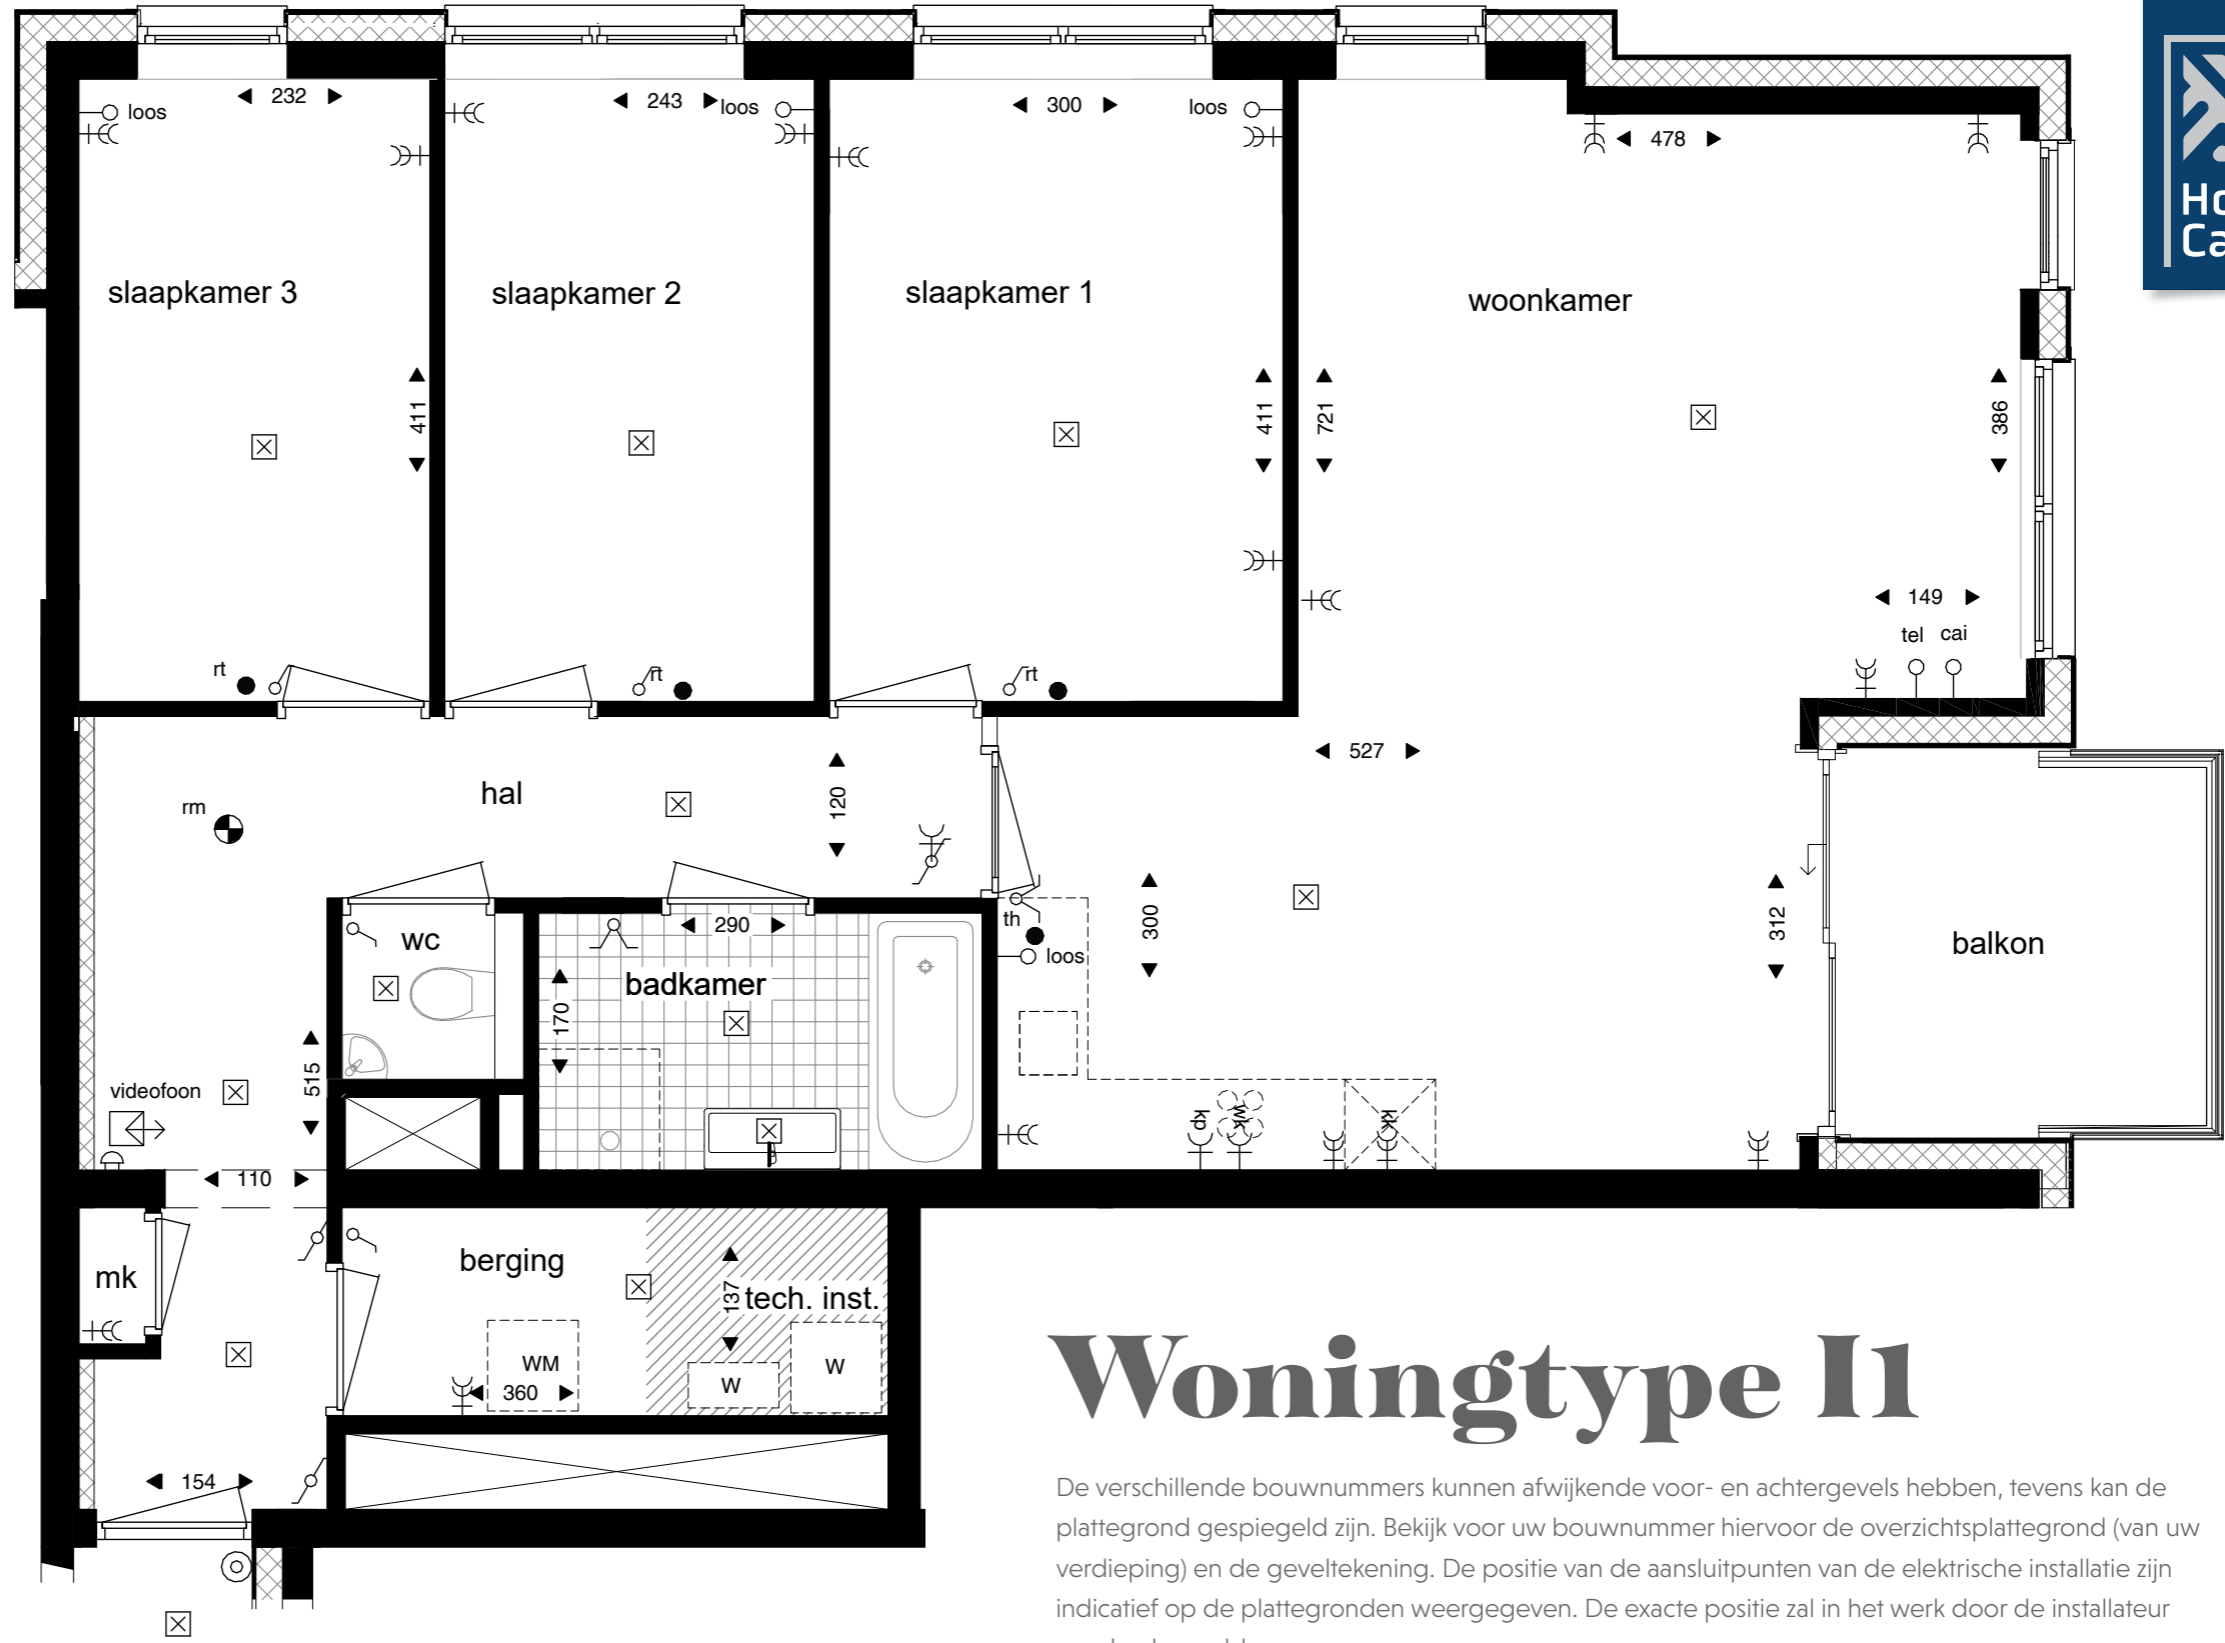 232
243
300
loos
loos
loos
478
Ho
Ca
slaapkamer 3
slaapkamer 2
slaapkamer 1
woonkamer
411
411
721
386
149
tel cai
rt
rt
rt
527
hal
120
rm
wc
290
th
loos
badkamer
170
300
312
balkon
515
videofoon
wk
kk
110
berging
mk
137
tech. inst.
WM
W
W
360
154
Woningtype I1
De verschillende bouwnummers kunnen afwijkende voor- en achtergevels hebben, tevens kan de
plattegrond gespiegeld zijn. Bekijk voor uw bouwnummer hiervoor de overzichtsplattegrond (van uw
verdieping) en de geveltekening. De positie van de aansluitpunten van de elektrische installatie zijn
indicatief op de plattegronden weergegeven. De exacte positie zal in het werk door de installateur